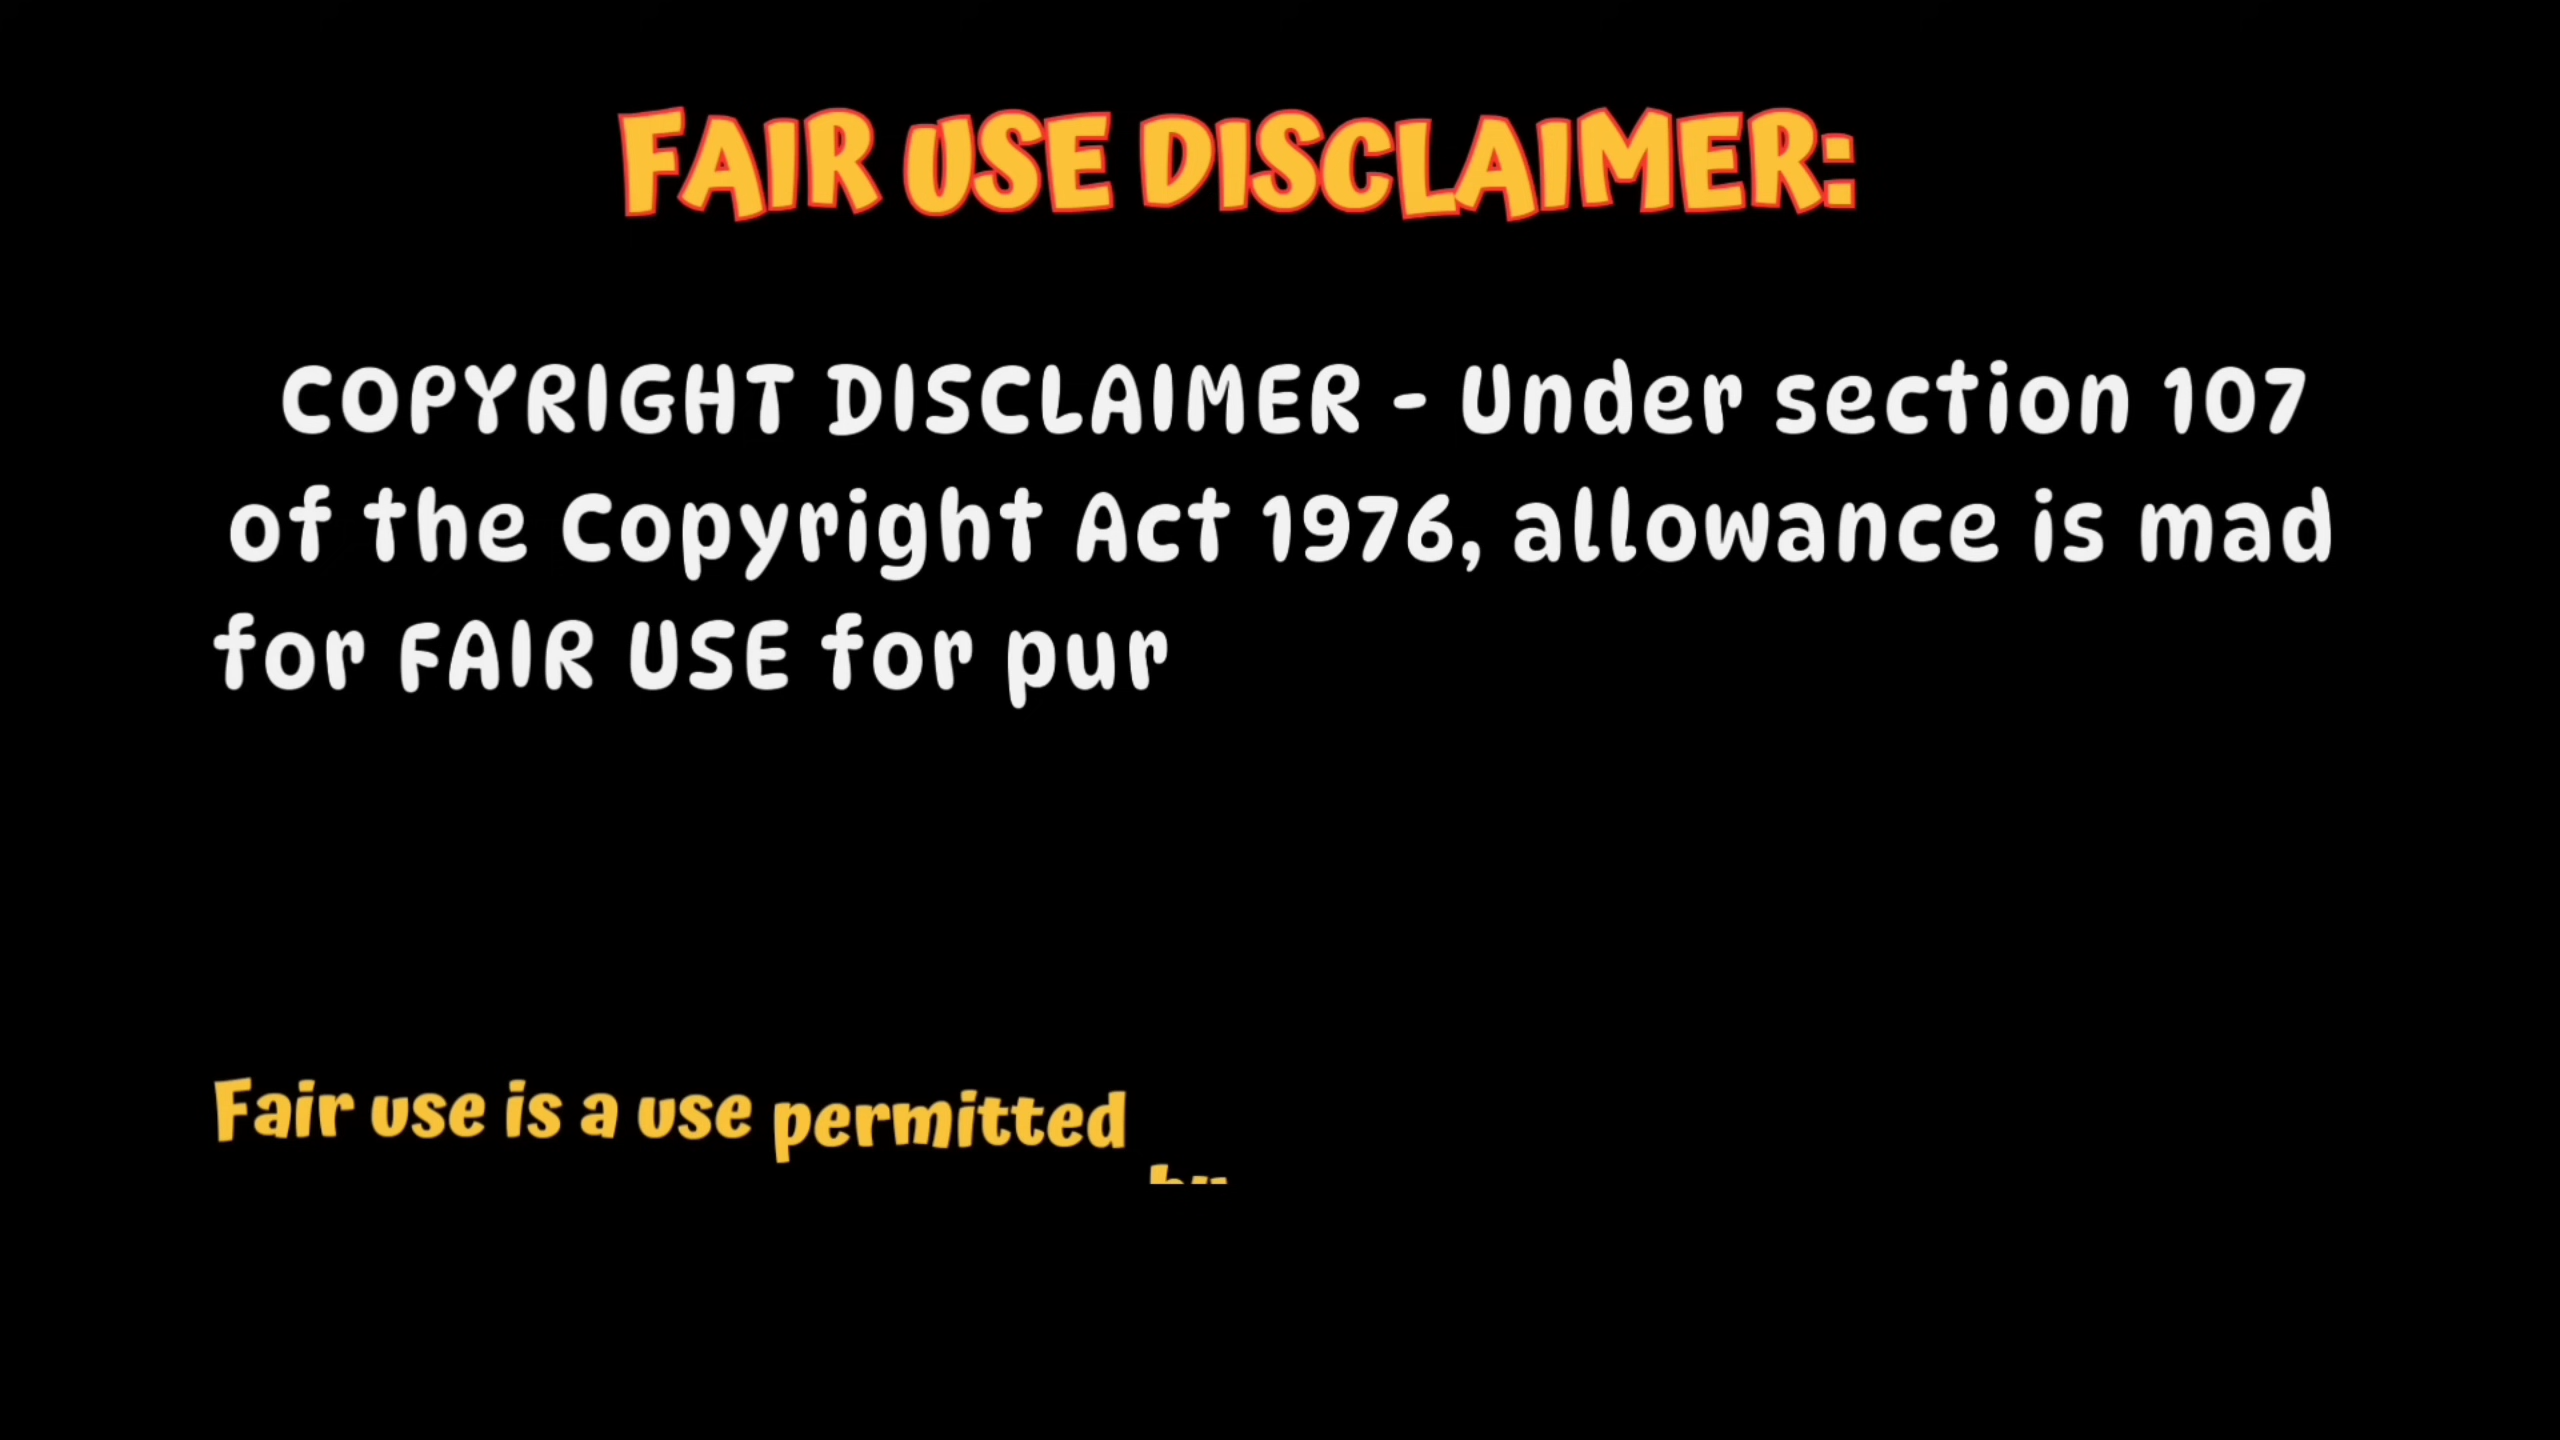 FAIR USE DISCLAIMER:
COPYRIGHT DISCLAIMER - Under section 107
of the Copyright Act 1976, allowance is mad
for FAIR USE for pur
Fair use is a use permitted